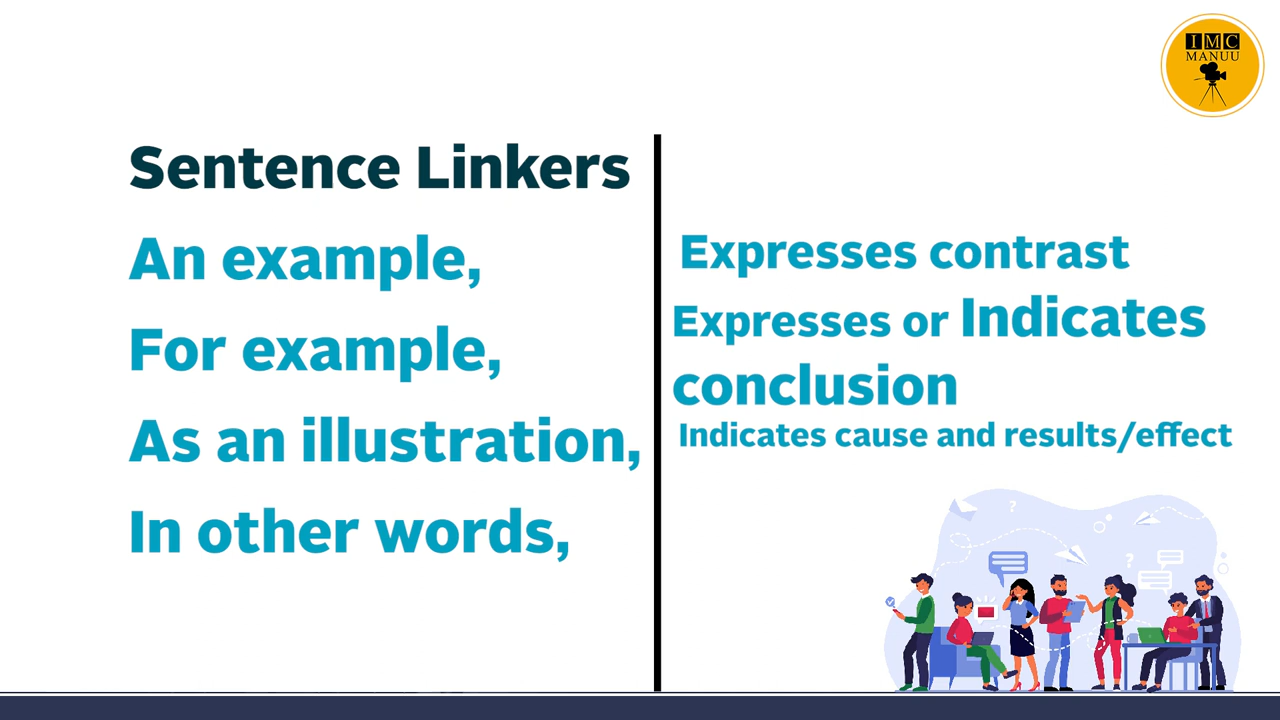 IMC
MANUU
Sentence Linkers
An example,
For example,
As an illustration,
In other words,
Expresses contrast
Expresses or Indicates
conclusion
Indicates cause and results/effect
?
?